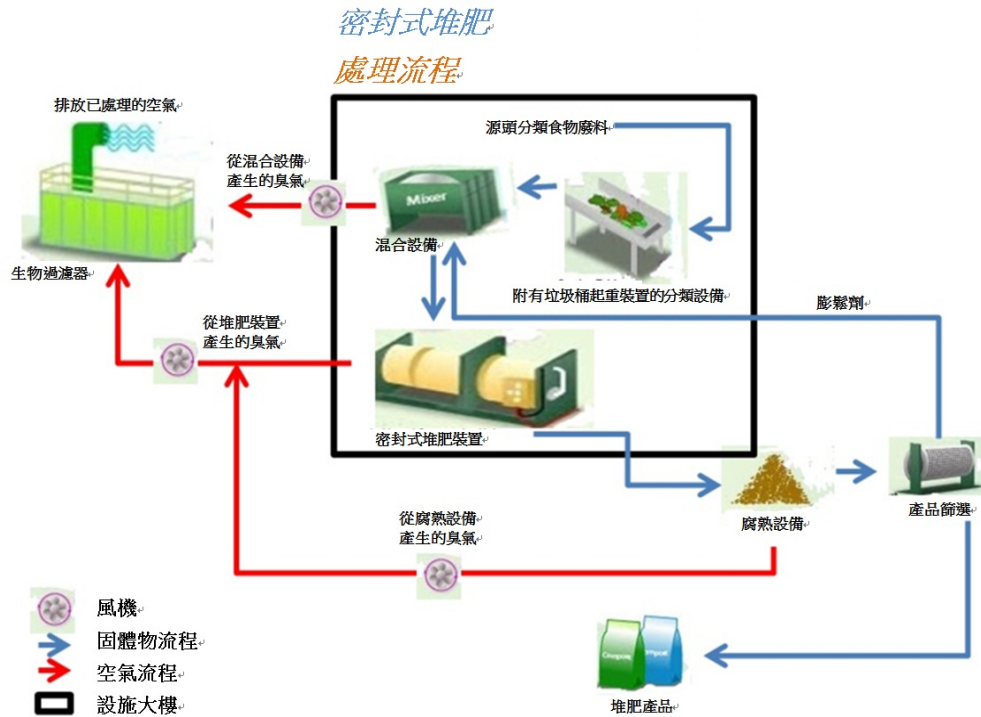 密封式堆肥
處理流程
排放已處理的空氣
源頭分類食物廢料
從混合設備
產生的臭氣
Mixer
混合設備
生物過濾器
附有垃圾桶起重裝置的分類設備
膨鬆劑
從堆肥裝置
產生的臭氣
密封式堆肥裝置
產品篩選
從腐熟設備
產生的臭氣
腐熟設備
風機
固體物流程
空氣流程
設施大樓
堆肥產品